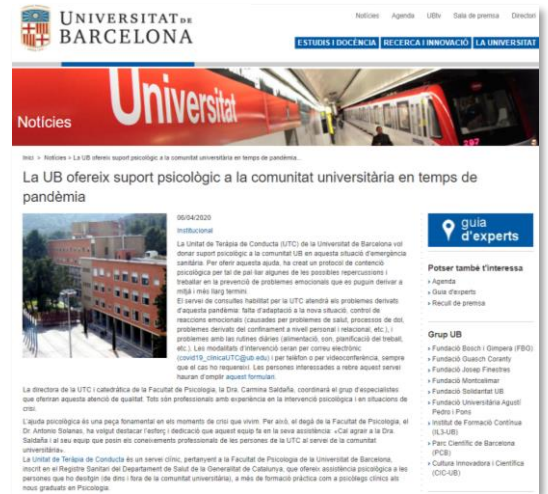 UNIVERSITAT DE
BARCELONA
Notícies Agenda UBtv Sala de premsa Directori
ESTUDIS I DOCÈNCIA RECERCA I INNOVACIÓ LA UNIVERSITAT
Universitat
Notícies
Inici > Notícies > La UB ofereix suport psicològic a la comunitat universitària en temps de pandèmia...
La UB ofereix suport psicològic a la comunitat universitària en temps de
pandèmia
06/04/2020
Institucional
La Unitat de Teràpia de Conducta (UTC) de la Universitat de Barcelona vol
donar suport psicològic a la comunitat UB en aquesta situació d'emergència
sanitària. Per oferir aquesta ajuda, ha creat un protocol de contenció
psicològica per tal de pal·liar algunes de les possibles repercussions i
treballar en la prevenció de problemes emocionals que es puguin derivar a
mitjà i més llarg termini.
El servei de consultes habilitat per la UTC atendrà els problemes derivats
d'aquesta pandèmia: falta d'adaptació a la nova situació, control de
reaccions emocionals (causades per problemes de salut, processos de dol,
problemes derivats del confinament a nivell personal i relacional, etc.), i
problemes amb les rutines diàries (alimentació, son, planificació del treball,
etc.). Les modalitats d'intervenció seran per correu electrònic
(covid19_clinicaUTC@ub.edu) i per telèfon o per videoconferència, sempre
que el cas ho requereixi. Les persones interessades a rebre aquest servei
hauran d'omplir aquest formulari.
La directora de la UTC i catedràtica de la Facultat de Psicologia, la Dra. Carmina Saldaña, coordinarà el grup d'especialistes
que oferiran aquesta atenció de qualitat. Tots són professionals amb experiència en la intervenció psicològica i en situacions de
crisi.
L'ajuda psicològica és una peça fonamental en els moments de crisi que vivim. Per això, el degà de la Facultat de Psicologia, el
Dr. Antonio Solanas, ha volgut destacar l'esforç i dedicació que aquest equip fa en la seva assistència: «Cal agrair a la Dra.
Saldaña i al seu equip que posin els coneixements professionals de les persones de la UTC al servei de la comunitat
universitària».
La Unitat de Teràpia de Conducta és un servei clínic, pertanyent a la Facultat de Psicologia de la Universitat de Barcelona,
inscrit en el Registre Sanitari del Departament de Salut de la Generalitat de Catalunya, que ofereix assistència psicològica a les
persones que ho desitgin (de dins i fora de la comunitat universitària), a més de formació pràctica com a psicòlegs clínics als
nous graduats en Psicologia.
guia
d'experts
Potser també t'interessa
Agenda
Guia d'experts
Recull de premsa
Grup UB
Fundació Bosch i Gimpera (FBG)
Fundació Guasch Coranty
Fundació Josep Finestres
Fundació Montcelimar
Fundació Solidaritat UB
Fundació Universitària Agustí
Pedro i Pons
Institut de Formació Contínua
(IL3-UB)
Parc Científic de Barcelona
(PCB)
Cultura Innovadora i Científica
(CIC-UB)